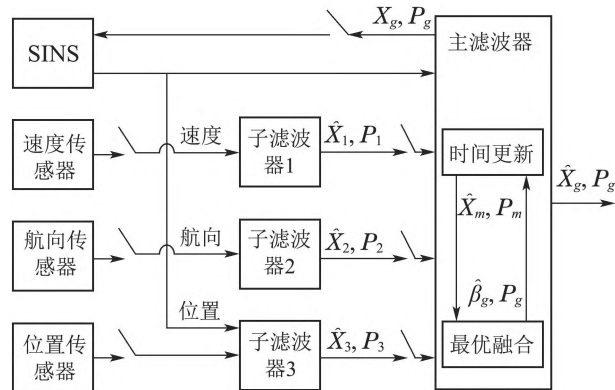 X_g, P_g
主滤波器
SINS
速度传
感器
速度
子滤波
器1
X̂_1, P_1
时间更新
X̂_g, P_g
X̂_m, P_m
航向传
感器
航向
子滤波
器2
X̂_2, P_2
β̂_g, P_g
位置
位置传
感器
子滤波
器3
X̂_3, P_3
最优融合